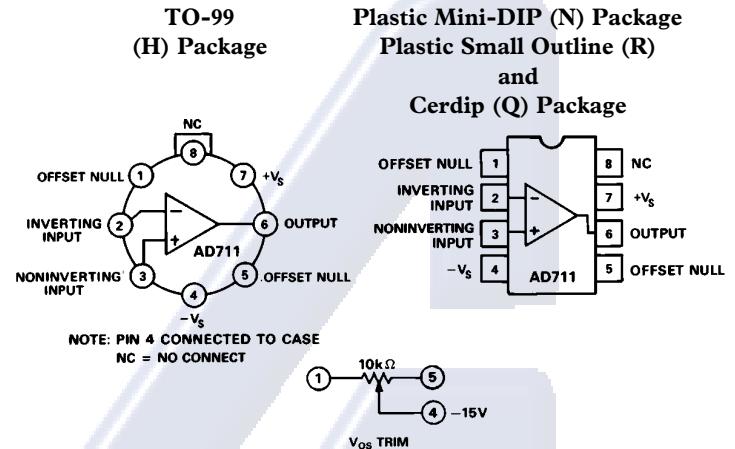 TO-99
(H) Package
Plastic Mini-DIP (N) Package
Plastic Small Outline (R)
and
Cerdip (Q) Package
NC
8
OFFSET NULL
1
7
+VS
INVERTING
INPUT
2
6
OUTPUT
AD711
NONINVERTING
INPUT
3
5
OFFSET NULL
4
−VS
NOTE: PIN 4 CONNECTED TO CASE
NC = NO CONNECT
OFFSET NULL
1
8
NC
INVERTING
INPUT
2
7
+VS
NONINVERTING
INPUT
3
6
OUTPUT
−VS
4
AD711
5
OFFSET NULL
10kΩ
1
5
4
−15V
VOS TRIM